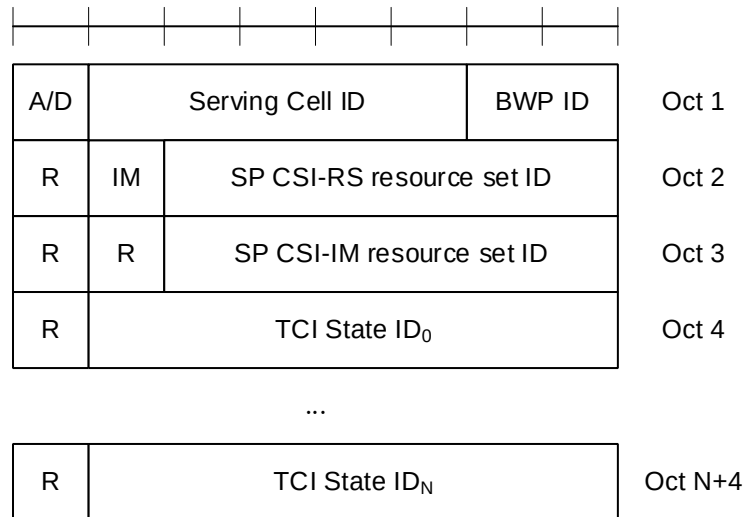 A/D Serving Cell ID BWP ID Oct 1
R IM SP CSI-RS resource set ID Oct 2
R R SP CSI-IM resource set ID Oct 3
R TCI State ID₀ Oct 4
...
R TCI State IDN Oct N+4